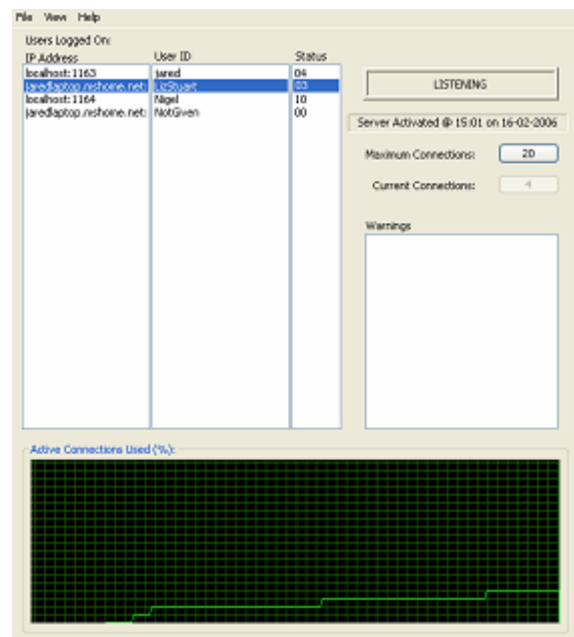 File View Help
Users Logged On:
IP Address User ID Status
localhost: 1163 jared 04
jaredlaptop.mshome.net: LizStuart 03
localhost: 1164 Nigel 10
jaredlaptop.mshome.net: NotGiven 00
LISTENING
Server Activated @ 15:01 on 16-02-2006
Maximum Connections: 20
Current Connections: 4
Warnings
Active Connections Used (%):